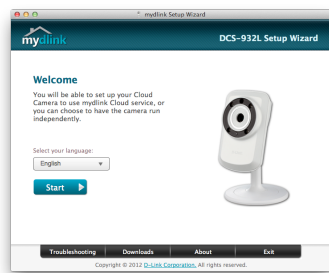 mydlink Setup Wizard
mydlink
DCS-932L Setup Wizard
Welcome
You will be able to set up your Cloud
Camera to use mydlink Cloud service, or
you can choose to have the camera run
independently.
Select your language:
English
Start
Troubleshooting Downloads About Exit
Copyright © 2012 D-Link Corporation. All rights reserved.